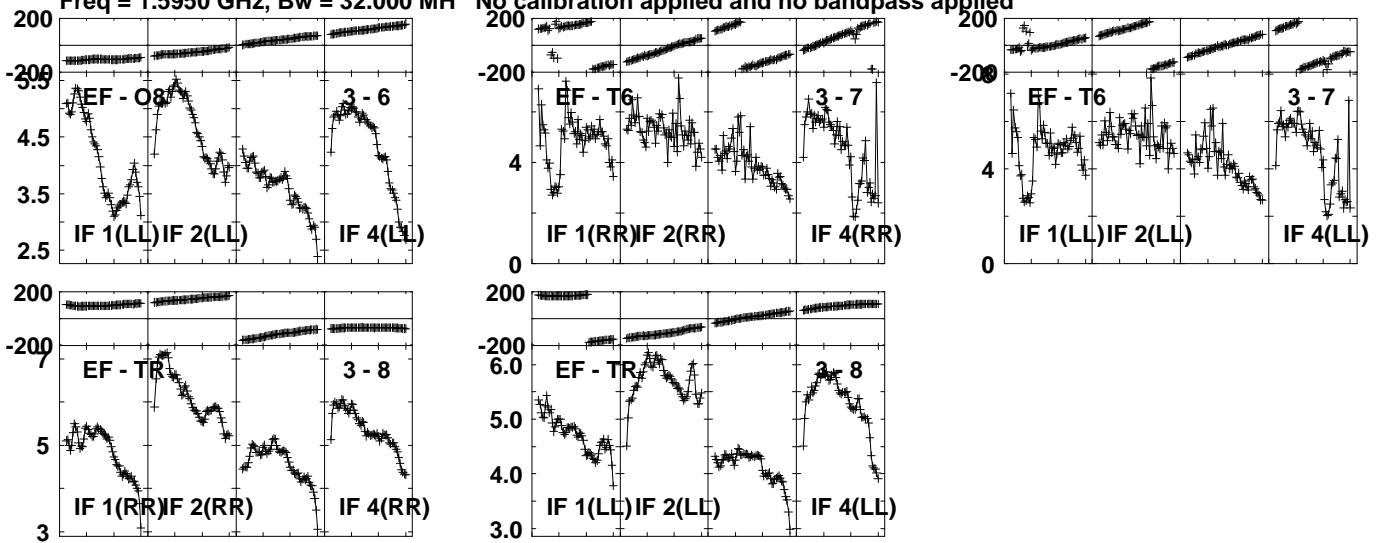 Freq = 1.5950 GHz, Bw = 32.000 MH No calibration applied and no bandpass applied
200
-200
5.5
4.5
3.5
2.5
EF - O8
3 - 6
IF 1(LL)
IF 2(LL)
IF 4(LL)
200
-200
4
0
EF - T6
3 - 7
IF 1(RR)
IF 2(RR)
IF 4(RR)
200
-200
8
4
0
EF - T6
3 - 7
IF 1(LL)
IF 2(LL)
IF 4(LL)
200
-200
7
5
3
EF - TR
3 - 8
IF 1(RR)
IF 2(RR)
IF 4(RR)
200
-200
6.0
5.0
4.0
3.0
EF - TR
3 - 8
IF 1(LL)
IF 2(LL)
IF 4(LL)